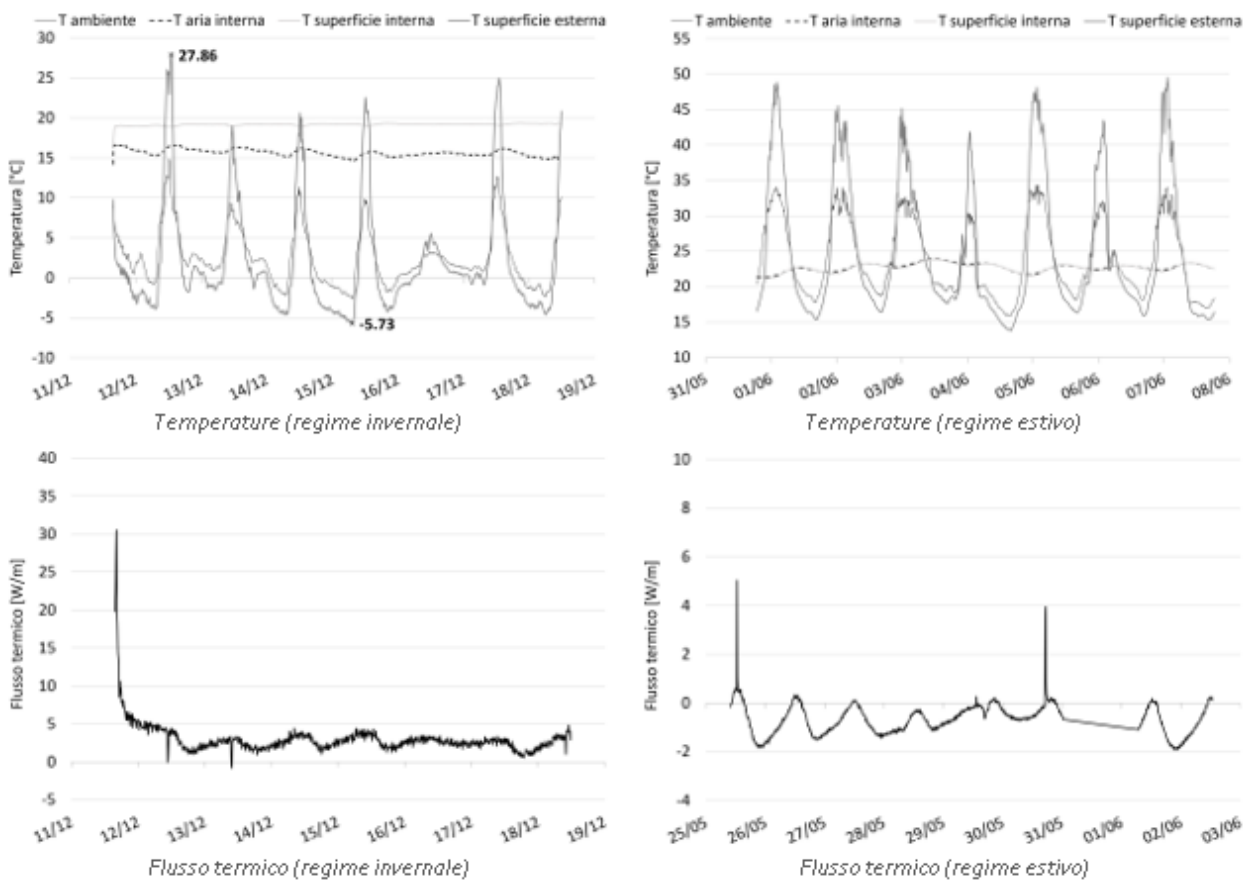 T ambiente T aria interna T superficie interna T superficie esterna
30
25
20
15
10
5
0
-5
-10
Temperatura [°C]
27.86
-5.73
11/12 12/12 13/12 14/12 15/12 16/12 17/12 18/12 19/12
Temperature (regime invernale)
T ambiente T aria interna T superficie interna T superficie esterna
55
50
45
40
35
30
25
20
15
10
Temperatura [°C]
31/05 01/06 02/06 03/06 04/06 05/06 06/06 07/06 08/06
Temperature (regime estivo)
40
35
30
25
20
15
10
5
0
-5
Flusso termico [W/m]
11/12 12/12 13/12 14/12 15/12 16/12 17/12 18/12 19/12
Flusso termico (regime invernale)
10
8
6
4
2
0
-2
-4
Flusso termico [W/m]
25/05 26/05 27/05 28/05 29/05 30/05 31/05 01/06 02/06 03/06
Flusso termico (regime estivo)